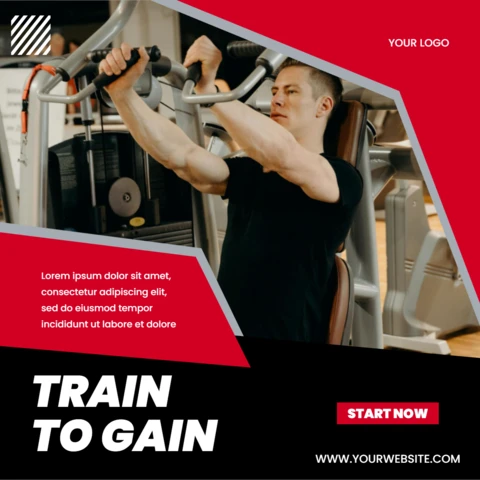 YOUR LOGO
Lorem ipsum dolor sit amet,
consectetur adipiscing elit,
sed do eiusmod tempor
incididunt ut labore et dolore
TRAIN
TO GAIN
START NOW
WWW.YOURWEBSITE.COM